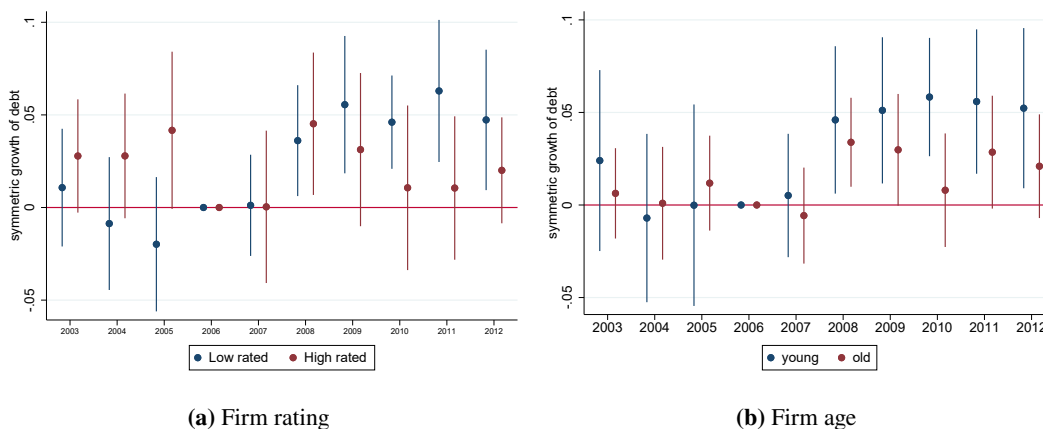 symmetric growth of debt
.1
.05
0
-.05
2003 2004 2005 2006 2007 2008 2009 2010 2011 2012
Low rated High rated
(a) Firm rating
symmetric growth of debt
.1
.05
0
-.05
2003 2004 2005 2006 2007 2008 2009 2010 2011 2012
young old
(b) Firm age